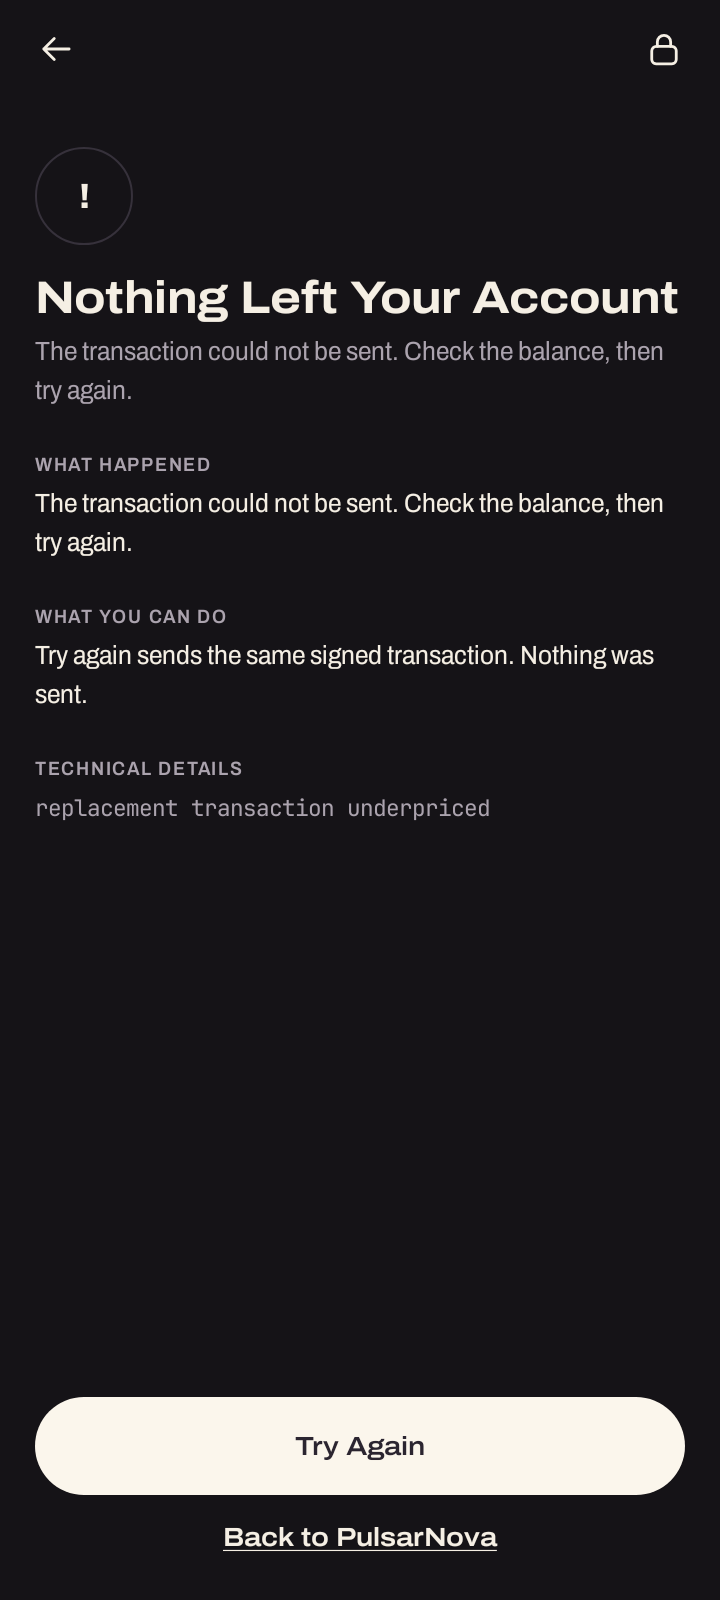 !
Nothing Left Your Account
The transaction could not be sent. Check the balance, then
try again.
WHAT HAPPENED
The transaction could not be sent. Check the balance, then
try again.
WHAT YOU CAN DO
Try again sends the same signed transaction. Nothing was
sent.
TECHNICAL DETAILS
replacement transaction underpriced
Try Again
Back to PulsarNova